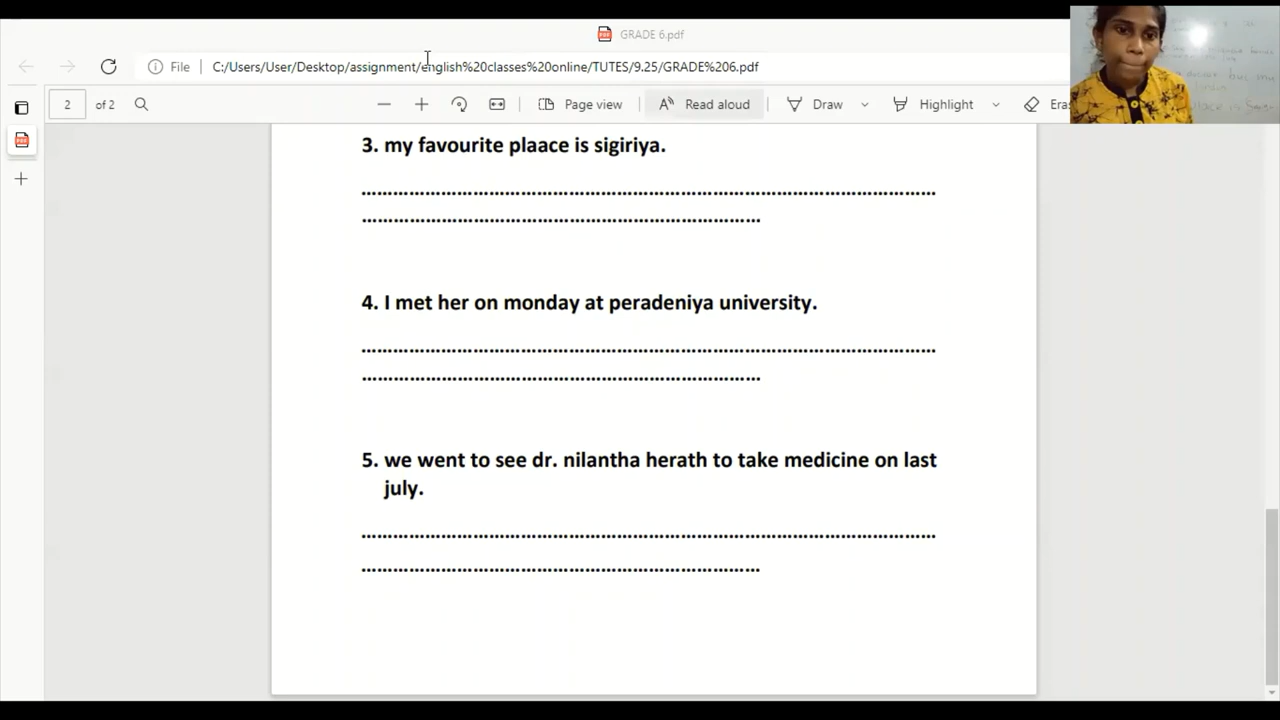 GRADE 6.pdf
File C:/Users/User/Desktop/assignment/english%20classes%20online/TUTES/9.25/GRADE%206.pdf
2 of 2 Page view Read aloud Draw Highlight
3. my favourite plaace is sigiriya.
………………………………………………………………………………………………
…………………………………………………………………
4. I met her on monday at peradeniya university.
………………………………………………………………………………………………
…………………………………………………………………
5. we went to see dr. nilantha herath to take medicine on last
july.
………………………………………………………………………………………………
…………………………………………………………………